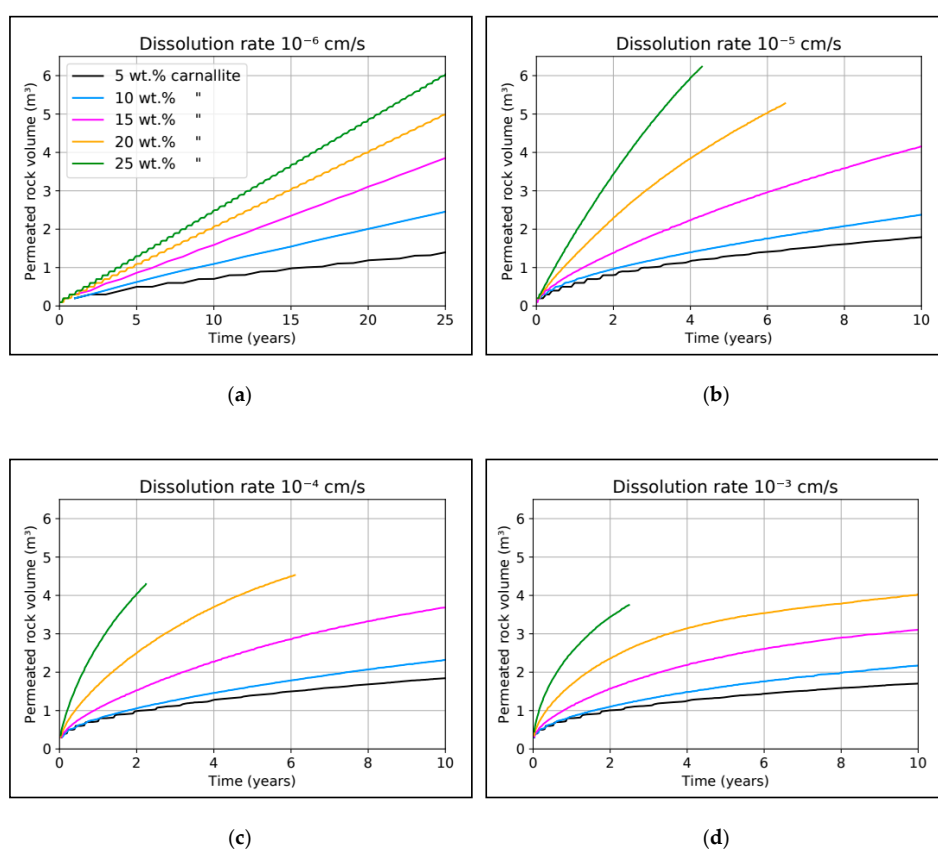 Dissolution rate 10⁻⁶ cm/s
Permeated rock volume (m³)
6
5
4
3
2
1
0
5 wt.% carnallite
10 wt.% "
15 wt.% "
20 wt.% "
25 wt.% "
0 5 10 15 20 25
Time (years)
(a)
Dissolution rate 10⁻⁵ cm/s
Permeated rock volume (m³)
6
5
4
3
2
1
0
0 2 4 6 8 10
Time (years)
(b)
Dissolution rate 10⁻⁴ cm/s
Permeated rock volume (m³)
6
5
4
3
2
1
0
0 2 4 6 8 10
Time (years)
(c)
Dissolution rate 10⁻³ cm/s
Permeated rock volume (m³)
6
5
4
3
2
1
0
0 2 4 6 8 10
Time (years)
(d)